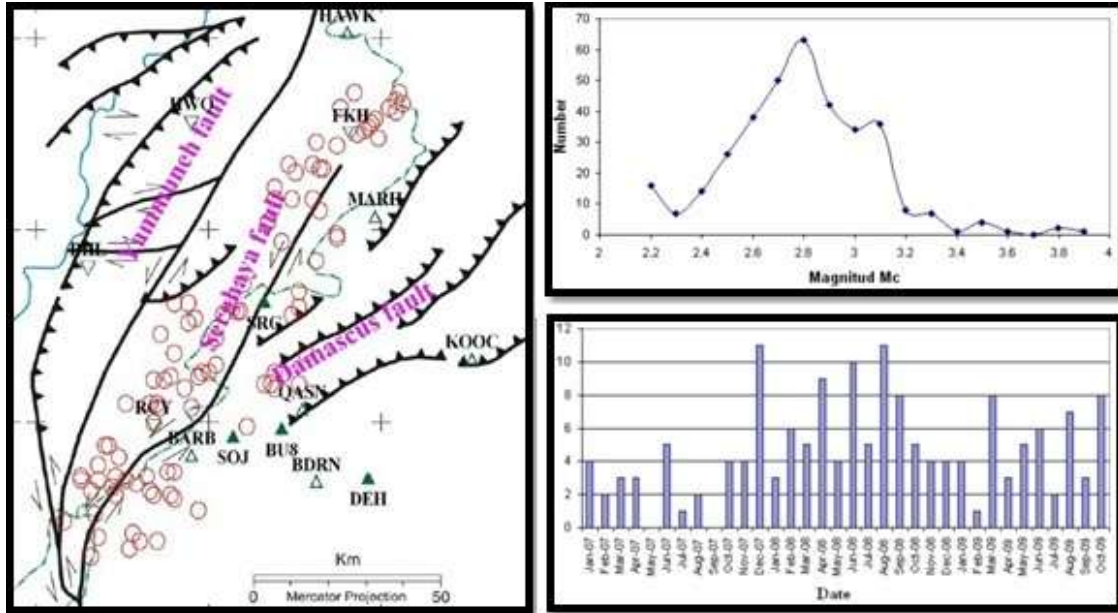 HAWK
HWQ
FKH
MARH
Yammuneh fault
Serghaya fault
SRG
Damascus fault
KOOC
QASN
RCY
BARB
SOJ
BU8
BDRN
DEH
Km
0 50
Mercator Projection
70
60
50
40
30
20
10
0
Number
2 2.2 2.4 2.6 2.8 3 3.2 3.4 3.6 3.8 4
Magnitud Mc
12
10
8
6
4
2
0
Jan-07
Feb-07
Mar-07
Apr-07
May-07
Jun-07
Jul-07
Aug-07
Sep-07
Oct-07
Nov-07
Dec-07
Jan-08
Feb-08
Mar-08
Apr-08
May-08
Jun-08
Jul-08
Aug-08
Sep-08
Oct-08
Nov-08
Dec-08
Jan-09
Feb-09
Mar-09
Apr-09
May-09
Jun-09
Jul-09
Aug-09
Sep-09
Oct-09
Date